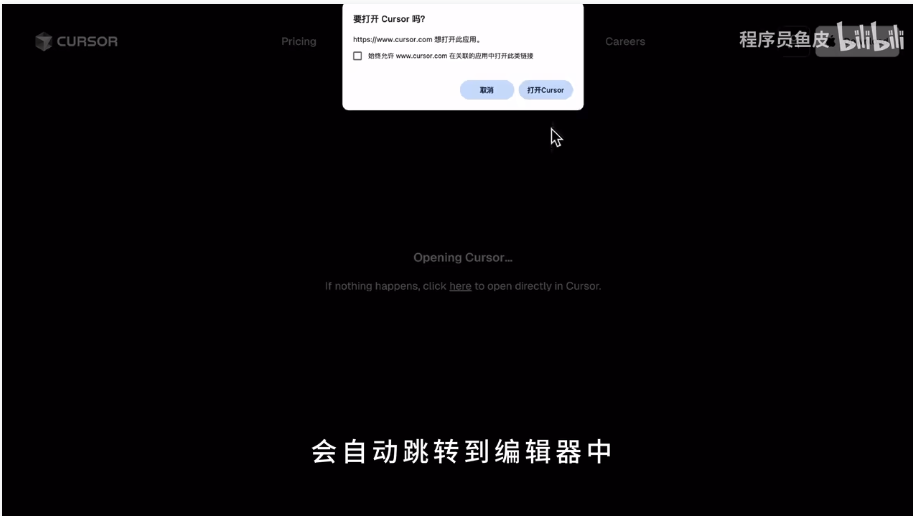 要打开 Cursor 吗?
https://www.cursor.com 想打开此应用。
始终允许 www.cursor.com 在关联的应用中打开此类链接
取消
打开Cursor
CURSOR
Pricing
Careers
程序员鱼皮 bilibili
Opening Cursor...
If nothing happens, click here to open directly in Cursor.
会自动跳转到编辑器中